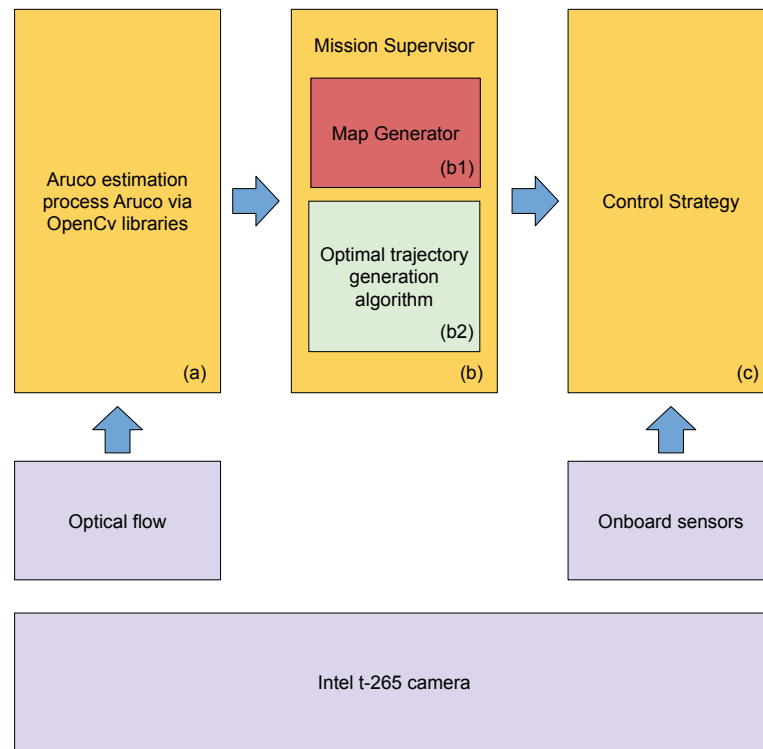 Aruco estimation
process Aruco via
OpenCv libraries
(a)
Mission Supervisor
Map Generator
(b1)
Optimal trajectory
generation
algorithm
(b2)
(b)
Control Strategy
(c)
Optical flow
Onboard sensors
Intel t-265 camera